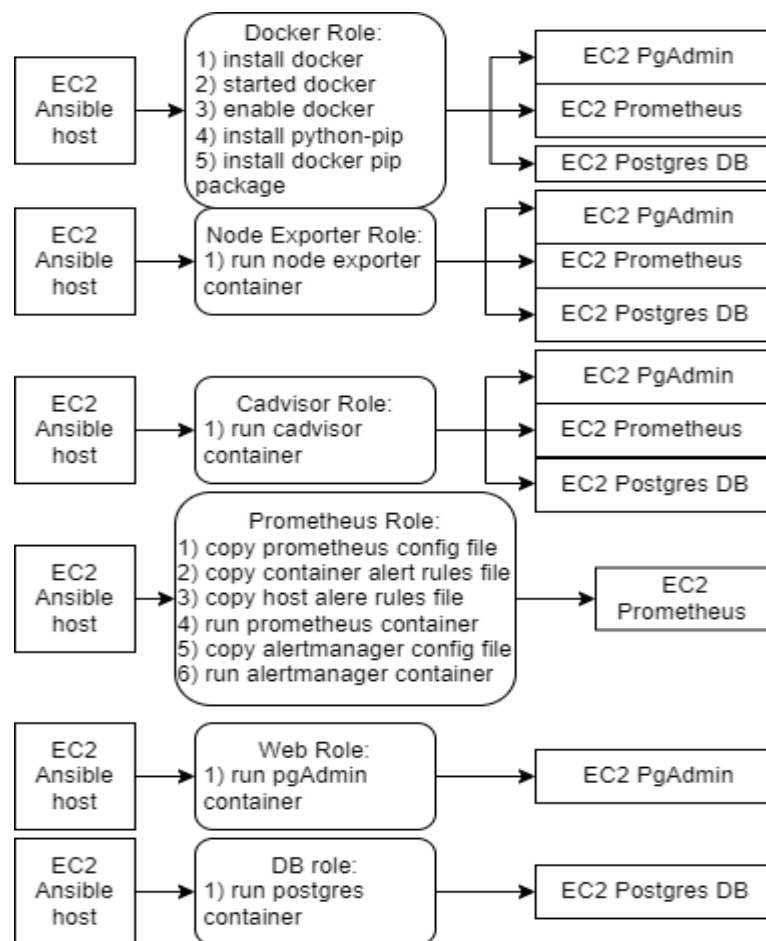 EC2
Ansible
host
Docker Role:
1) install docker
2) started docker
3) enable docker
4) install python-pip
5) install docker pip
package
EC2 PgAdmin
EC2 Prometheus
EC2 Postgres DB
EC2
Ansible
host
Node Exporter Role:
1) run node exporter
container
EC2 PgAdmin
EC2 Prometheus
EC2 Postgres DB
EC2
Ansible
host
Cadvisor Role:
1) run cadvisor
container
EC2 PgAdmin
EC2 Prometheus
EC2 Postgres DB
EC2
Ansible
host
Prometheus Role:
1) copy prometheus config file
2) copy container alert rules file
3) copy host alere rules file
4) run prometheus container
5) copy alertmanager config file
6) run alertmanager container
EC2
Prometheus
EC2
Ansible
host
Web Role:
1) run pgAdmin
container
EC2 PgAdmin
EC2
Ansible
host
DB role:
1) run postgres
container
EC2 Postgres DB